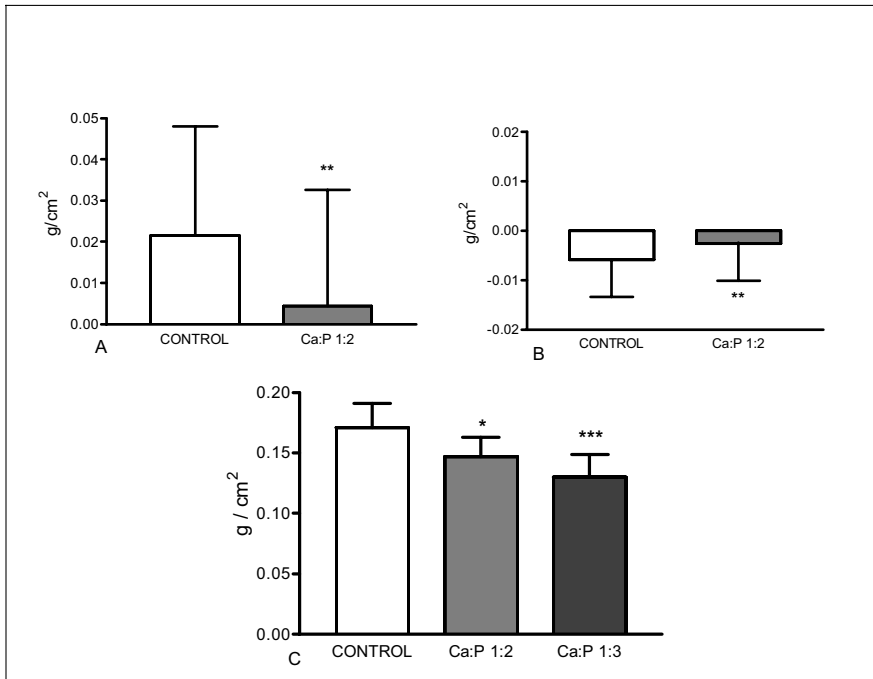 0.05
0.04
0.03
0.02
0.01
0.00
g/cm²
**
CONTROL
Ca:P 1:2
A
0.02
0.01
0.00
-0.01
-0.02
g/cm²
**
CONTROL
Ca:P 1:2
B
0.20
0.15
0.10
0.05
0.00
g / cm²
*
***
CONTROL
Ca:P 1:2
Ca:P 1:3
C